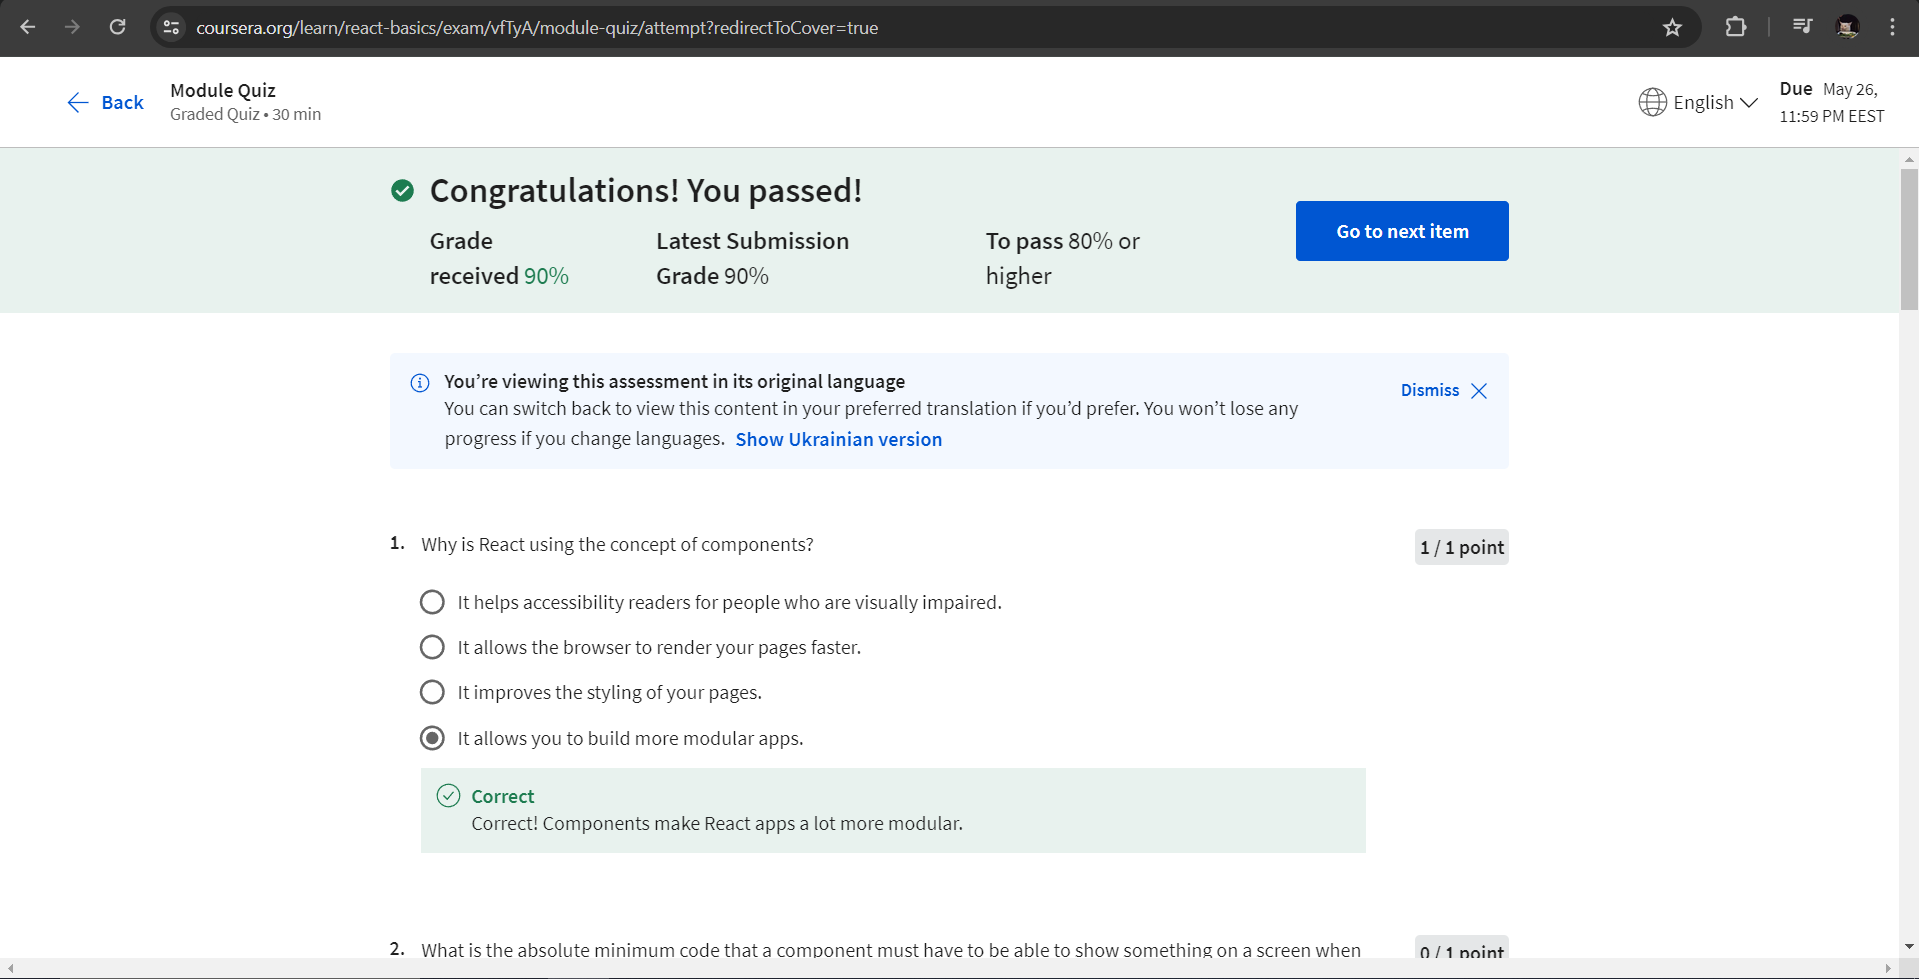 coursera.org/learn/react-basics/exam/vfTyA/module-quiz/attempt?redirectToCover=true
Back
Module Quiz
Graded Quiz • 30 min
English
Due May 26,
11:59 PM EEST
Congratulations! You passed!
Grade
received 90%
Latest Submission
Grade 90%
To pass 80% or
higher
Go to next item
You’re viewing this assessment in its original language
You can switch back to view this content in your preferred translation if you’d prefer. You won’t lose any
progress if you change languages. Show Ukrainian version
Dismiss
1. Why is React using the concept of components?
1 / 1 point
It helps accessibility readers for people who are visually impaired.
It allows the browser to render your pages faster.
It improves the styling of your pages.
It allows you to build more modular apps.
Correct
Correct! Components make React apps a lot more modular.
2. What is the absolute minimum code that a component must have to be able to show something on a screen when
0 / 1 point